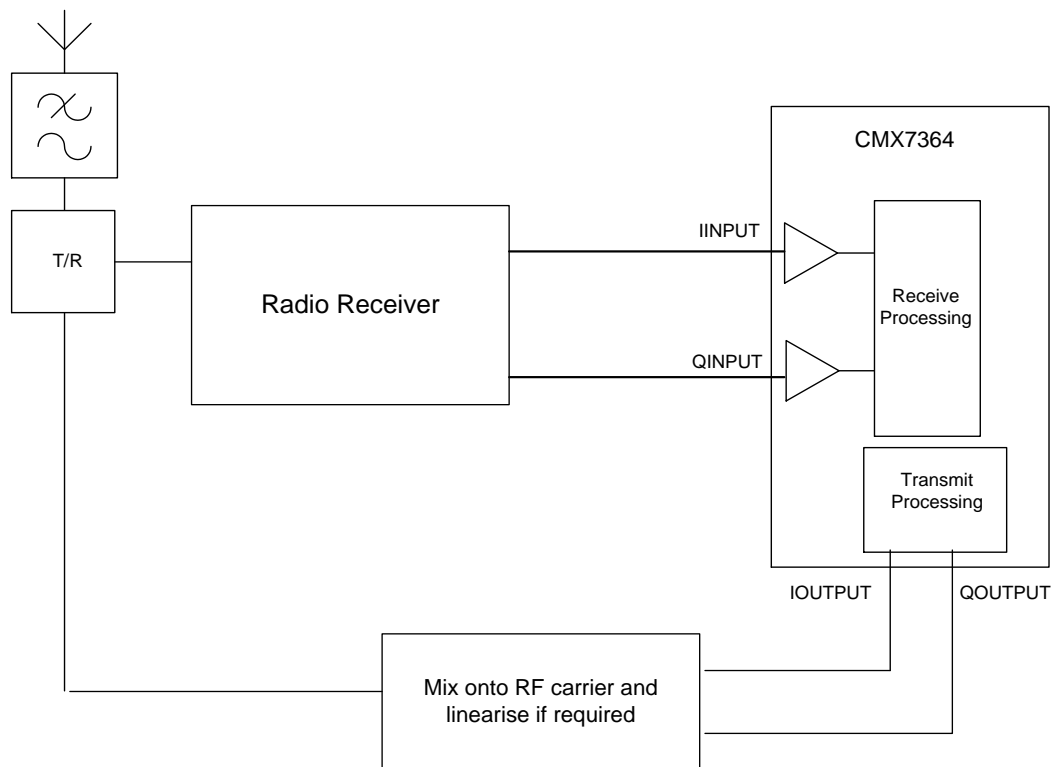 CMX7364
IINPUT
T/R
Radio Receiver
Receive
Processing
QINPUT
Transmit
Processing
IOUTPUT
QOUTPUT
Mix onto RF carrier and
linearise if required